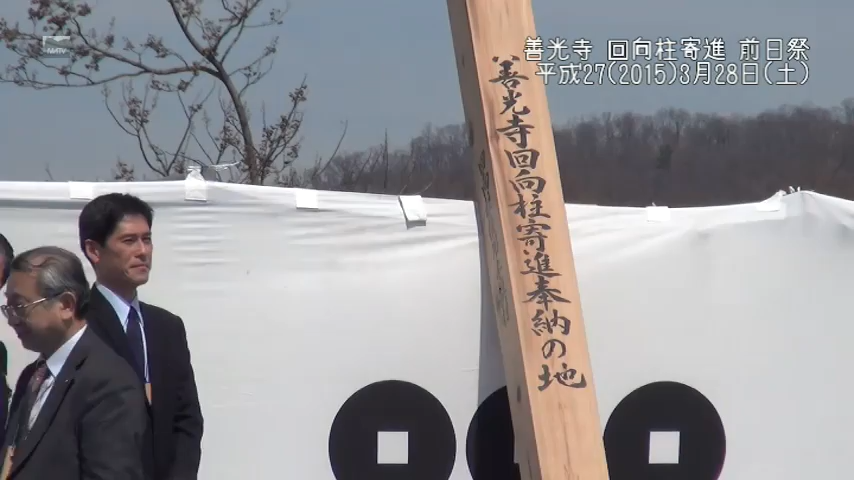 善光寺 回向柱寄進 前日祭
平成27(2015)3月28日(土)
善光寺回向柱寄進奉納の地